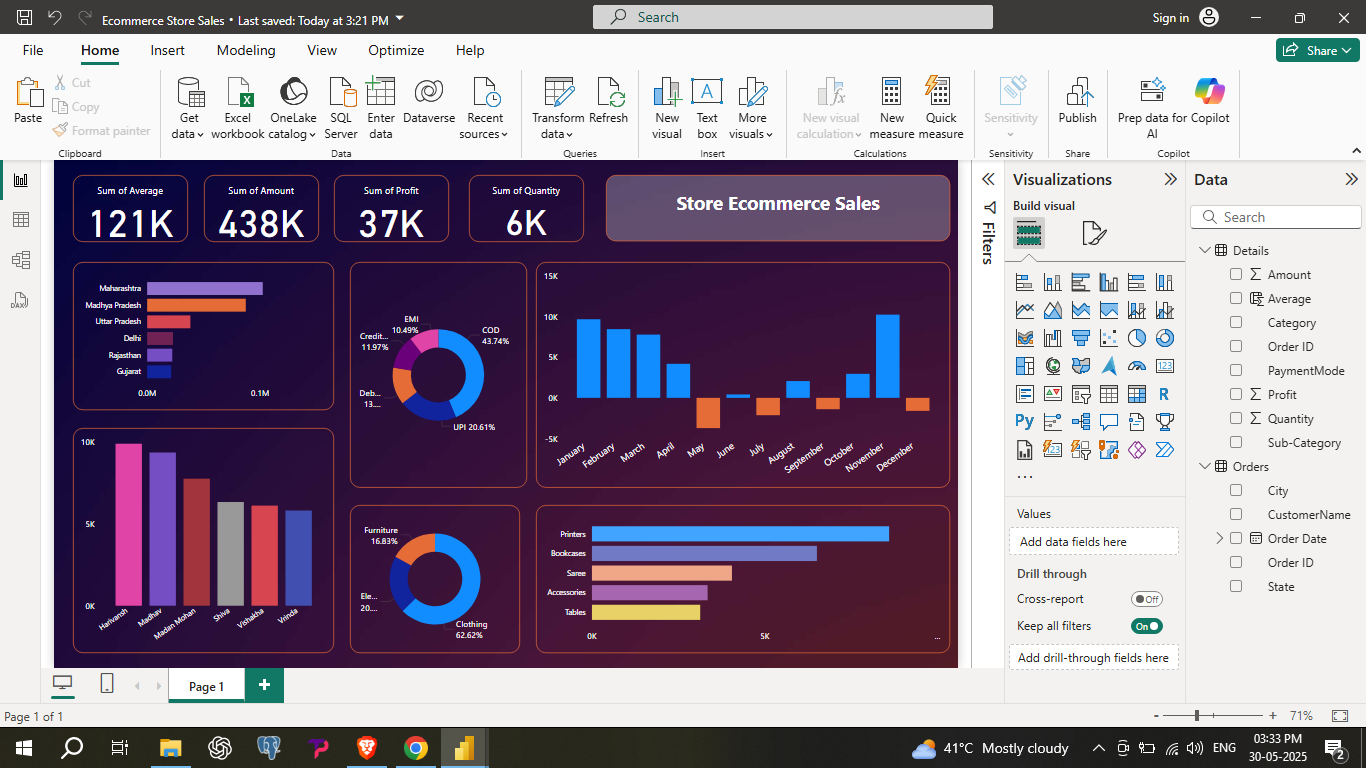 Ecommerce Store Sales • Last saved: Today at 3:21 PM
Search
Sign in
File
Home
Insert
Modeling
View
Optimize
Help
Share
Paste
Cut
Copy
Format painter
Clipboard
Get data
Excel workbook
OneLake catalog
SQL Server
Enter data
Dataverse
Recent sources
Data
Transform data
Refresh
Queries
New visual
Text box
More visuals
Insert
New visual calculation
New measure
Quick measure
Calculations
Sensitivity
Sensitivity
Publish
Share
Prep data for AI
Copilot
Copilot
Sum of Average
121K
Sum of Amount
438K
Sum of Profit
37K
Sum of Quantity
6K
Store Ecommerce Sales
Maharashtra
Madhya Pradesh
Uttar Pradesh
Delhi
Rajasthan
Gujarat
0.0M
0.1M
EMI
10.49%
COD
43.74%
Credit...
11.97%
Deb...
13....
UPI 20.61%
15K
10K
5K
0K
-5K
January
February
March
April
May
June
July
August
September
October
November
December
10K
5K
0K
Harivansh
Madhav
Madan Mohan
Shiva
Vishakha
Vrinda
Furniture
16.83%
Ele...
20....
Clothing
62.62%
Printers
Bookcases
Saree
Accessories
Tables
0K
5K
...
Filters
Visualizations
Build visual
123
R
Py
123
...
Values
Add data fields here
Drill through
Cross-report
Off
Keep all filters
On
Add drill-through fields here
Data
Search
Details
Amount
Average
Category
Order ID
PaymentMode
Profit
Quantity
Sub-Category
Orders
City
CustomerName
Order Date
Order ID
State
Page 1
Page 1 of 1
71%
41°C Mostly cloudy
ENG
03:33 PM
30-05-2025
2